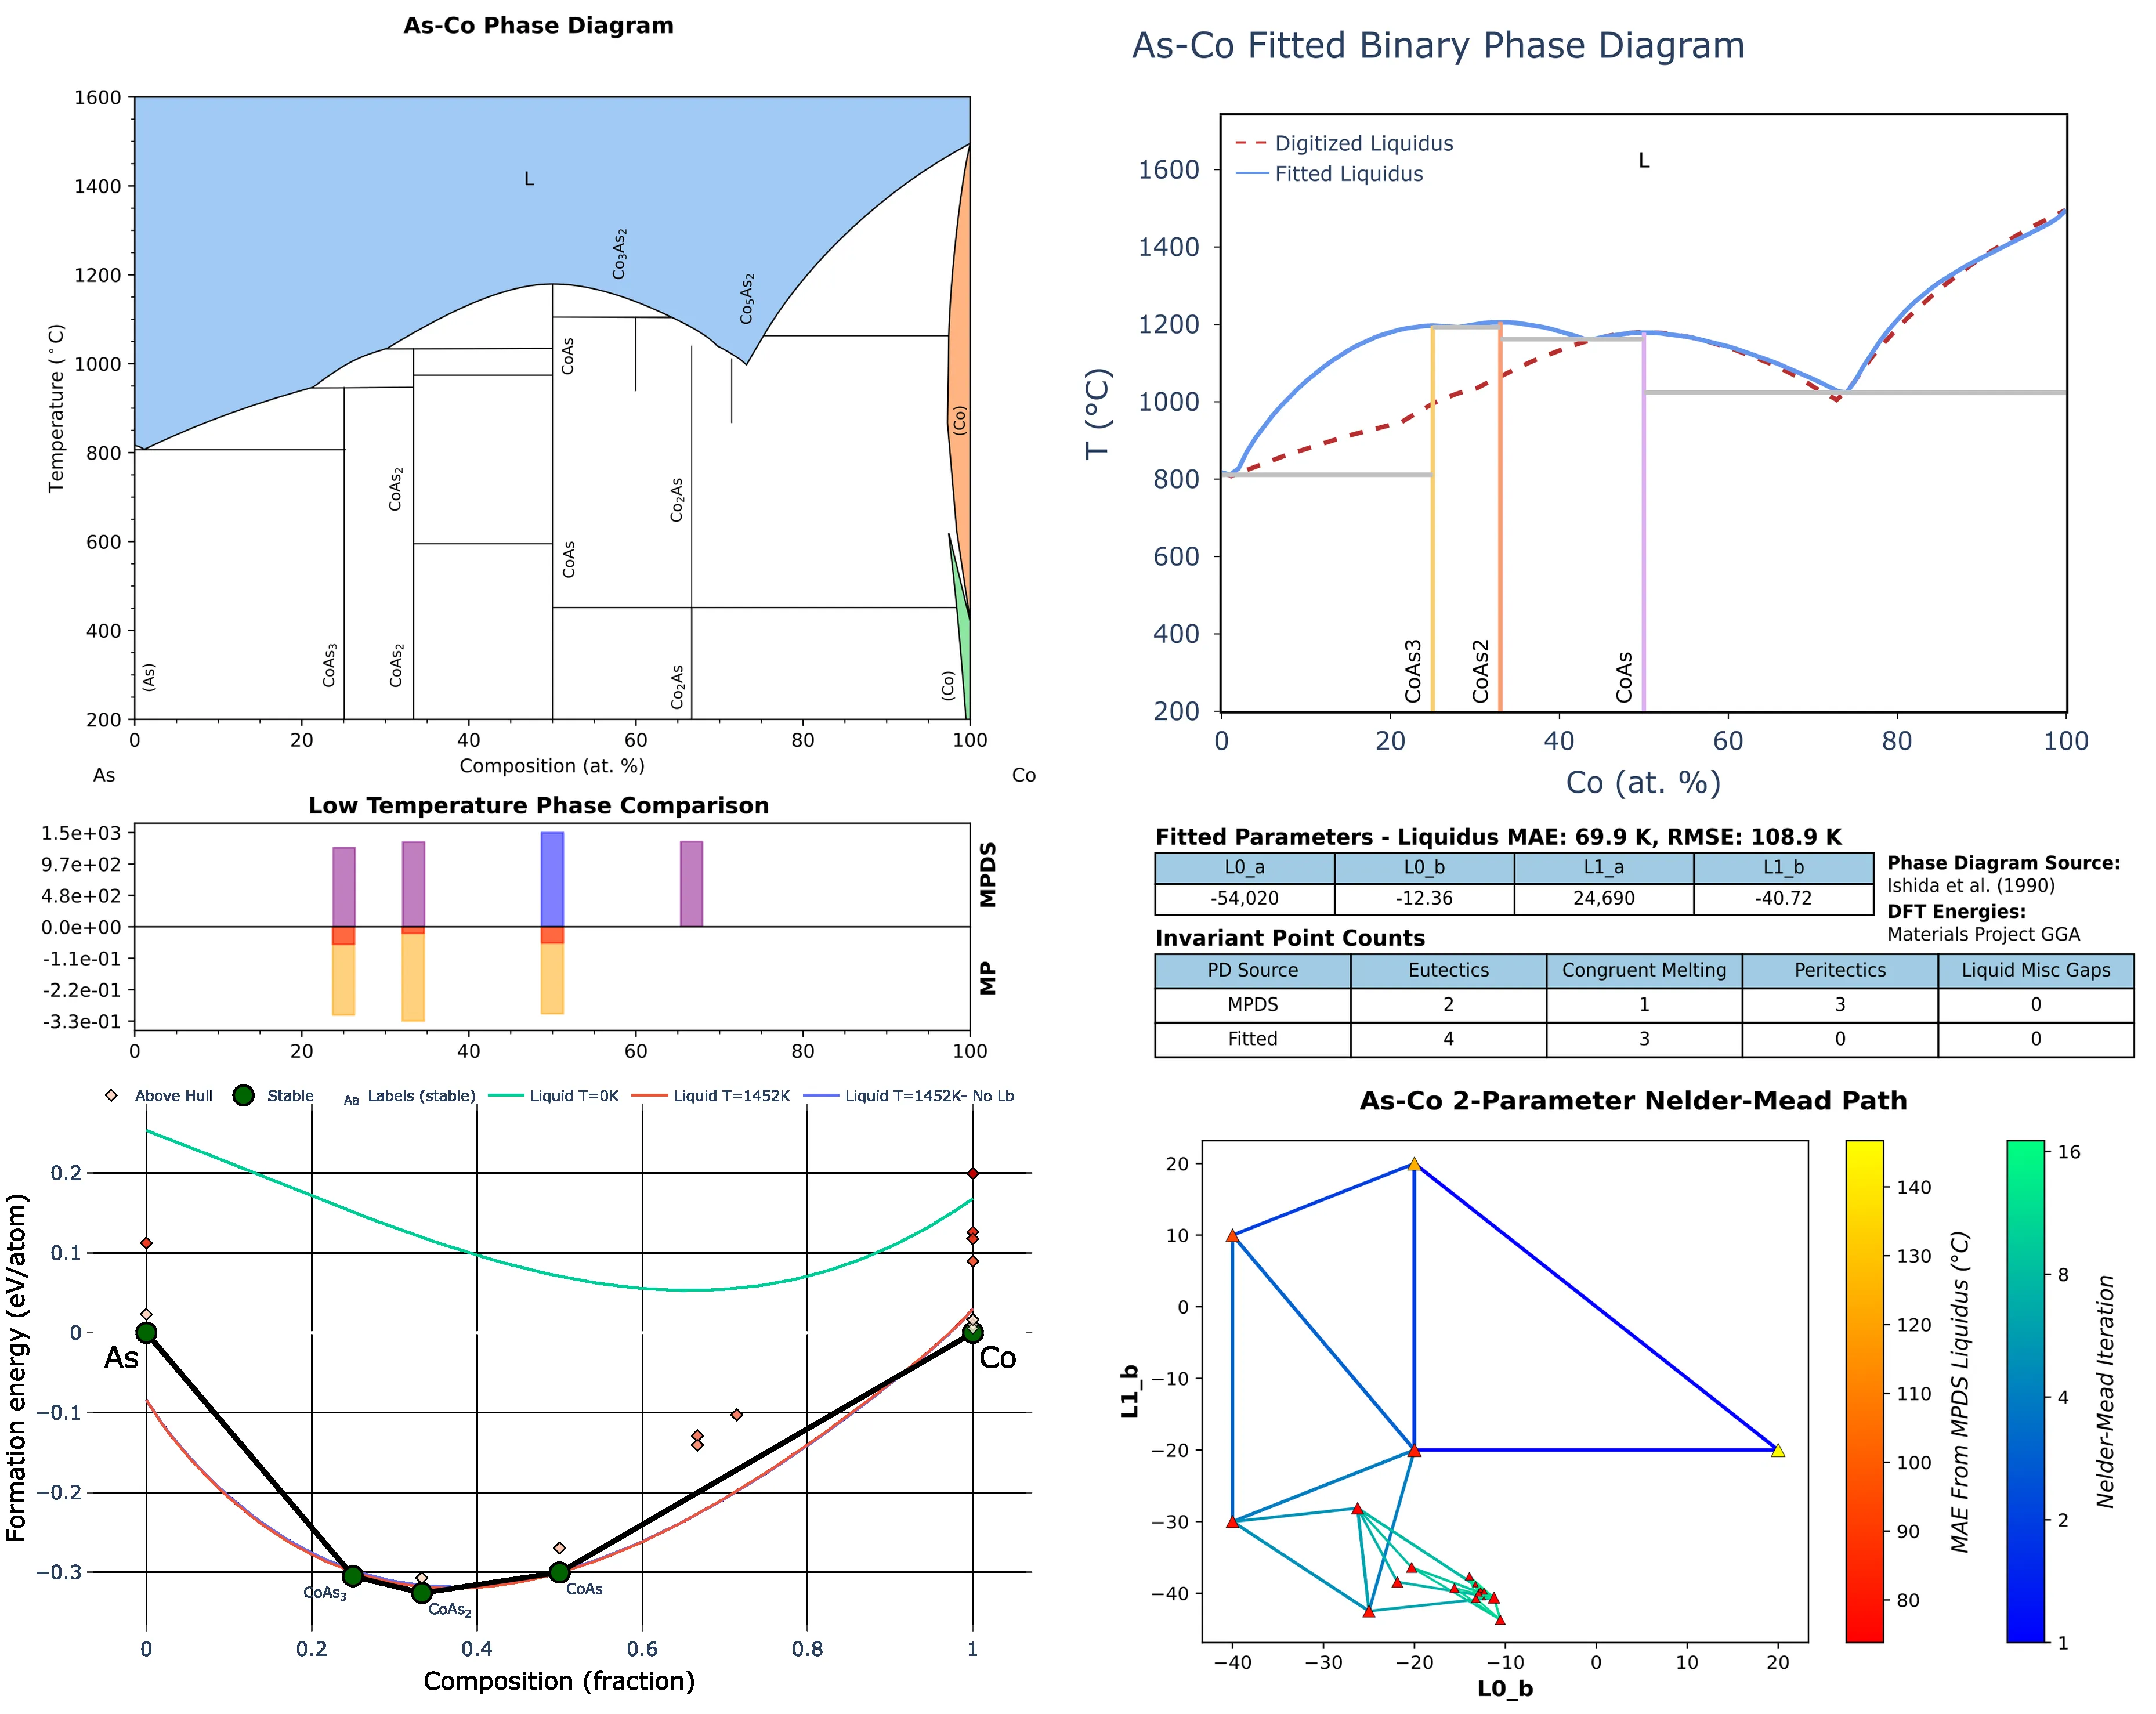 As-Co Phase Diagram
1600
1400
1200
1000
800
600
400
200
Temperature (°C)
L
Co₃As₂
Co₅As₂
CoAs
CoAs₂
Co₂As
CoAs
(Co)
(As)
CoAs₃
CoAs₂
Co₂As
(Co)
0 20 40 60 80 100
Composition (at. %)
As Co
Low Temperature Phase Comparison
1.5e+03
9.7e+02
4.8e+02
0.0e+00
-1.1e-01
-2.2e-01
-3.3e-01
MPDS
MP
0 20 40 60 80 100
As-Co Fitted Binary Phase Diagram
Digitized Liquidus
Fitted Liquidus
L
1600
1400
1200
1000
800
600
400
200
T (°C)
CoAs3
CoAs2
CoAs
0 20 40 60 80 100
Co (at. %)
Fitted Parameters - Liquidus MAE: 69.9 K, RMSE: 108.9 K
L0_a L0_b L1_a L1_b
-54,020 -12.36 24,690 -40.72
Phase Diagram Source:
Ishida et al. (1990)
DFT Energies:
Materials Project GGA
Invariant Point Counts
PD Source Eutectics Congruent Melting Peritectics Liquid Misc Gaps
MPDS 2 1 3 0
Fitted 4 3 0 0
Above Hull Stable Aa Labels (stable) Liquid T=0K Liquid T=1452K Liquid T=1452K- No Lb
0.2
0.1
0
−0.1
−0.2
−0.3
Formation energy (eV/atom)
As
Co
CoAs₃
CoAs₂
CoAs
0 0.2 0.4 0.6 0.8 1
Composition (fraction)
As-Co 2-Parameter Nelder-Mead Path
20
10
0
−10
−20
−30
−40
L1_b
−40 −30 −20 −10 0 10 20
L0_b
140
130
120
110
100
90
80
MAE From MPDS Liquidus (°C)
16
8
4
2
1
Nelder-Mead Iteration